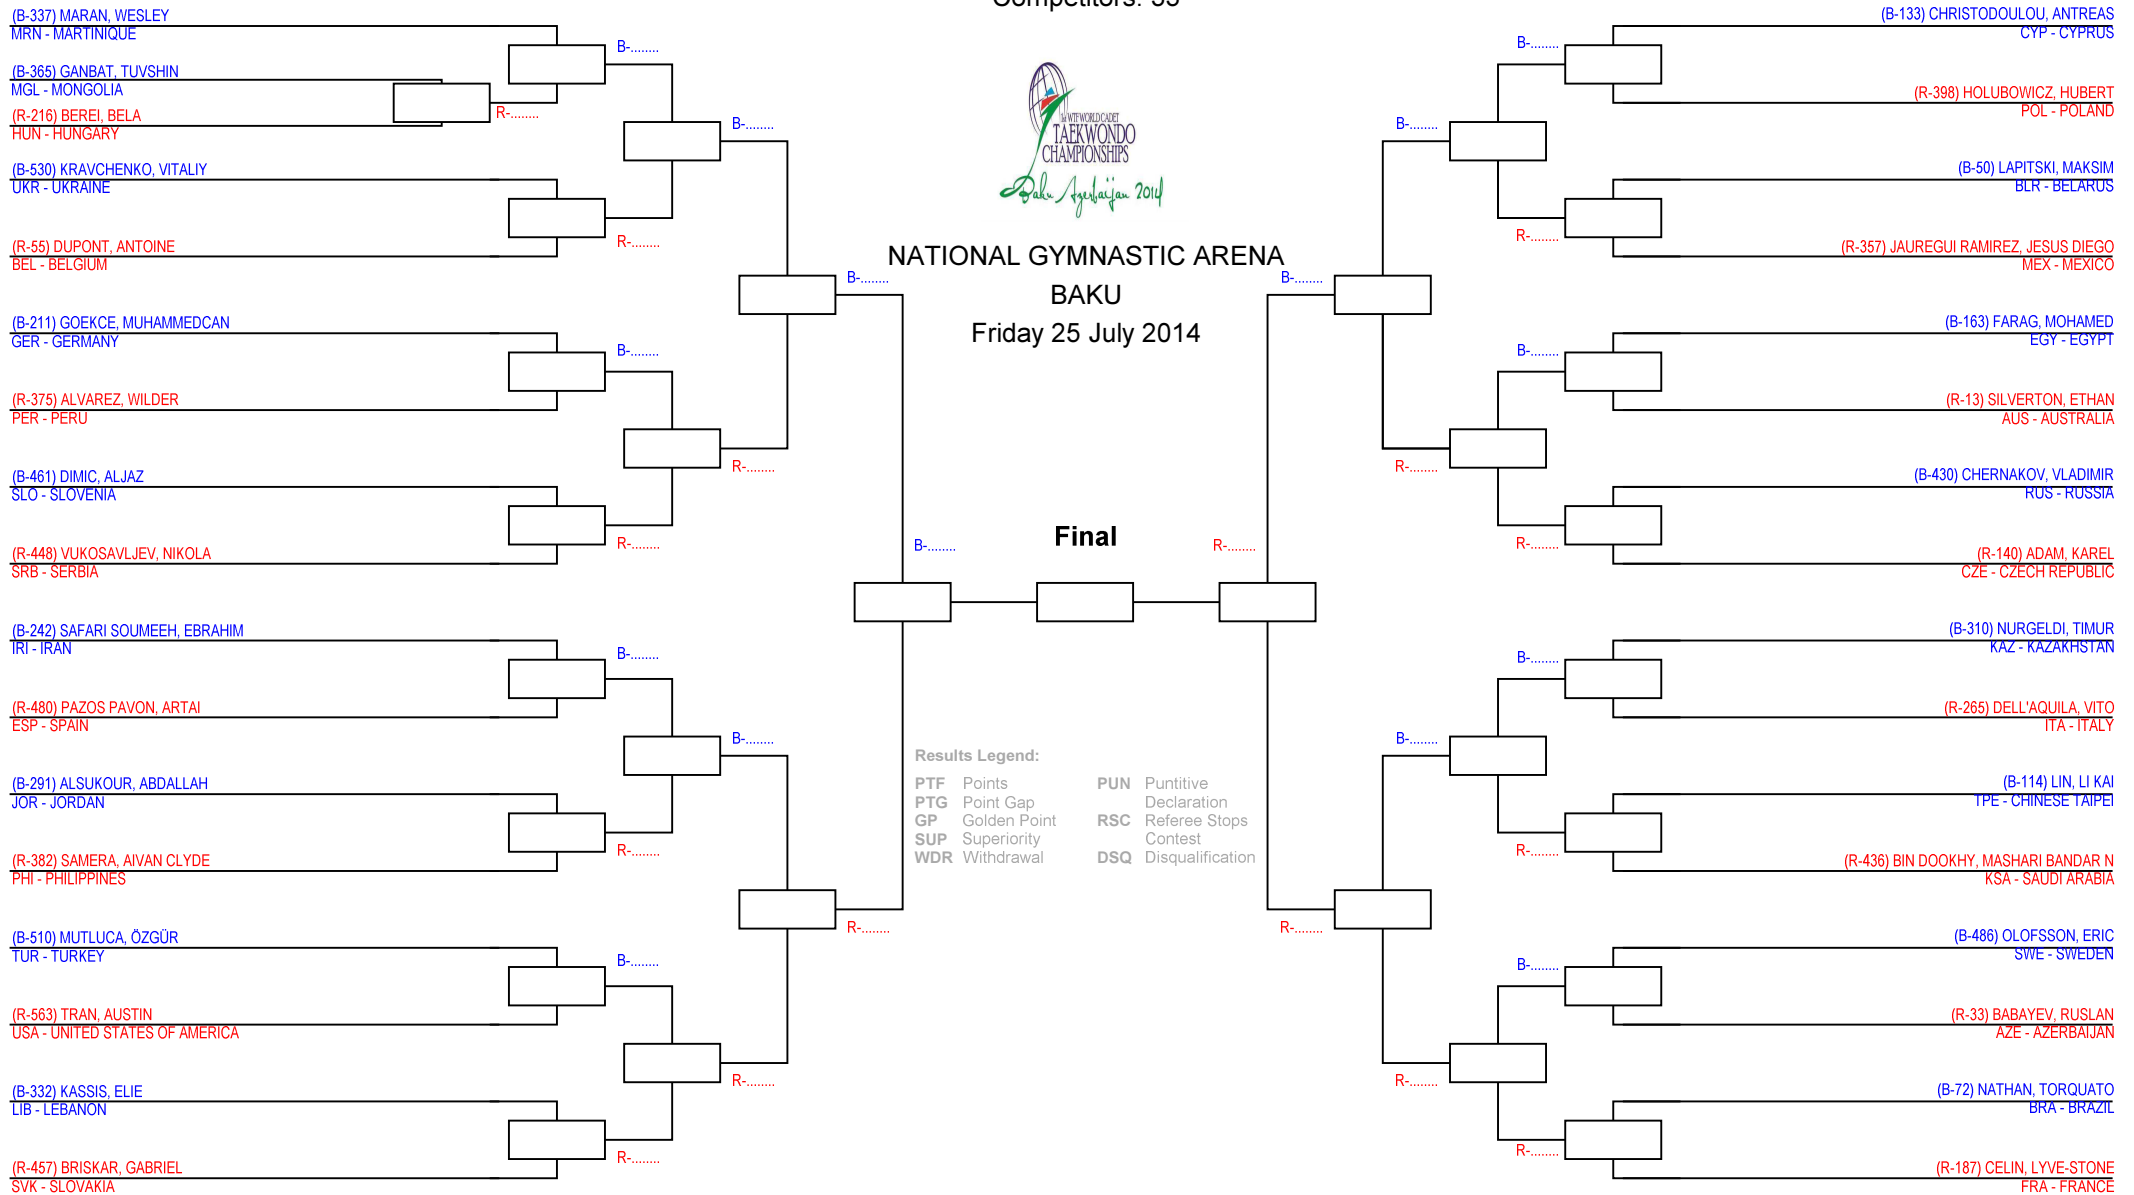 Competitors: 33
(B-337) MARAN, WESLEY
MRN - MARTINIQUE
(B-365) GANBAT, TUVSHIN
MGL - MONGOLIA
(R-216) BEREI, BELA
HUN - HUNGARY
(B-530) KRAVCHENKO, VITALIY
UKR - UKRAINE
(R-55) DUPONT, ANTOINE
BEL - BELGIUM
(B-211) GOEKCE, MUHAMMEDCAN
GER - GERMANY
(R-375) ALVAREZ, WILDER
PER - PERU
(B-461) DIMIC, ALJAZ
SLO - SLOVENIA
(R-448) VUKOSAVLJEV, NIKOLA
SRB - SERBIA
(B-242) SAFARI SOUMEEH, EBRAHIM
IRI - IRAN
(R-480) PAZOS PAVON, ARTAI
ESP - SPAIN
(B-291) ALSUKOUR, ABDALLAH
JOR - JORDAN
(R-382) SAMERA, AIVAN CLYDE
PHI - PHILIPPINES
(B-510) MUTLUCA, ÖZGÜR
TUR - TURKEY
(R-563) TRAN, AUSTIN
USA - UNITED STATES OF AMERICA
(B-332) KASSIS, ELIE
LIB - LEBANON
(R-457) BRISKAR, GABRIEL
SVK - SLOVAKIA
B-........
R-........
R-........
B-........
R-........
B-........
R-........
B-........
R-........
B-........
R-........
B-........
R-........
B-........
R-........
B-........
1st WTF WORLD CADET
TAEKWONDO
CHAMPIONSHIPS
Baku Azerbaijan 2014
NATIONAL GYMNASTIC ARENA
BAKU
Friday 25 July 2014
Final
Results Legend:
PTF Points
PTG Point Gap
GP Golden Point
SUP Superiority
WDR Withdrawal
PUN Puntitive
Declaration
RSC Referee Stops
Contest
DSQ Disqualification
R-........
B-........
R-........
B-........
R-........
B-........
R-........
B-........
R-........
B-........
R-........
B-........
R-........
B-........
R-........
(B-133) CHRISTODOULOU, ANTREAS
CYP - CYPRUS
(R-398) HOLUBOWICZ, HUBERT
POL - POLAND
(B-50) LAPITSKI, MAKSIM
BLR - BELARUS
(R-357) JAUREGUI RAMIREZ, JESUS DIEGO
MEX - MEXICO
(B-163) FARAG, MOHAMED
EGY - EGYPT
(R-13) SILVERTON, ETHAN
AUS - AUSTRALIA
(B-430) CHERNAKOV, VLADIMIR
RUS - RUSSIA
(R-140) ADAM, KAREL
CZE - CZECH REPUBLIC
(B-310) NURGELDI, TIMUR
KAZ - KAZAKHSTAN
(R-265) DELL'AQUILA, VITO
ITA - ITALY
(B-114) LIN, LI KAI
TPE - CHINESE TAIPEI
(R-436) BIN DOOKHY, MASHARI BANDAR N
KSA - SAUDI ARABIA
(B-486) OLOFSSON, ERIC
SWE - SWEDEN
(R-33) BABAYEV, RUSLAN
AZE - AZERBAIJAN
(B-72) NATHAN, TORQUATO
BRA - BRAZIL
(R-187) CELIN, LYVE-STONE
FRA - FRANCE